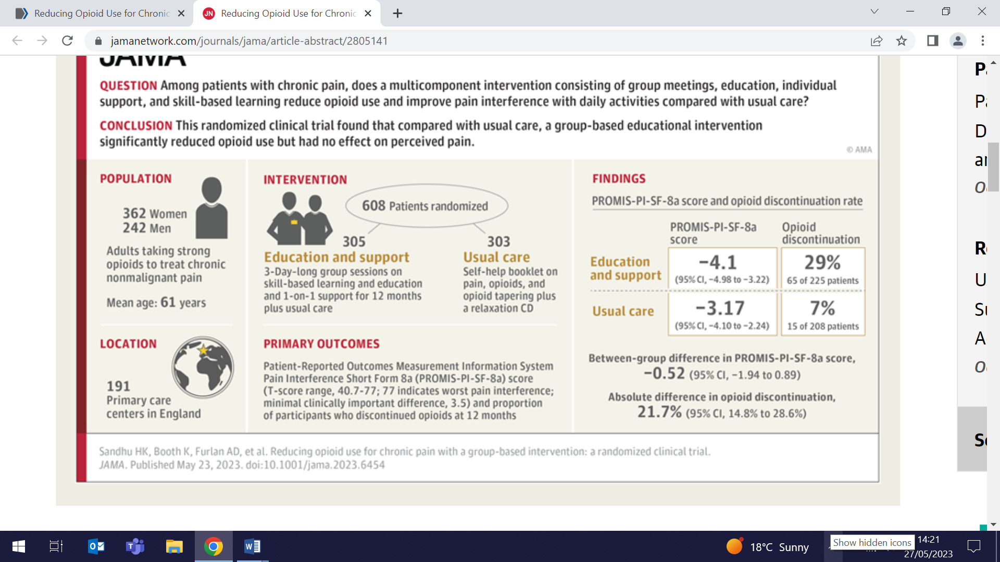 Reducing Opioid Use for Chronic
JN Reducing Opioid Use for Chronic
jamanetwork.com/journals/jama/article-abstract/2805141
JAMA
QUESTION Among patients with chronic pain, does a multicomponent intervention consisting of group meetings, education, individual
support, and skill-based learning reduce opioid use and improve pain interference with daily activities compared with usual care?
CONCLUSION This randomized clinical trial found that compared with usual care, a group-based educational intervention
significantly reduced opioid use but had no effect on perceived pain.
© AMA
POPULATION
362 Women
242 Men
Adults taking strong
opioids to treat chronic
nonmalignant pain
Mean age: 61 years
LOCATION
191
Primary care
centers in England
INTERVENTION
608 Patients randomized
305
Education and support
3-Day-long group sessions on
skill-based learning and education
and 1-on-1 support for 12 months
plus usual care
303
Usual care
Self-help booklet on
pain, opioids, and
opioid tapering plus
a relaxation CD
PRIMARY OUTCOMES
Patient-Reported Outcomes Measurement Information System
Pain Interference Short Form 8a (PROMIS-PI-SF-8a) score
(T-score range, 40.7-77; 77 indicates worst pain interference;
minimal clinically important difference, 3.5) and proportion
of participants who discontinued opioids at 12 months
FINDINGS
PROMIS-PI-SF-8a score and opioid discontinuation rate
PROMIS-PI-SF-8a
score
Opioid
discontinuation
Education
and support
−4.1
(95% CI, −4.98 to −3.22)
29%
65 of 225 patients
Usual care
−3.17
(95% CI, −4.10 to −2.24)
7%
15 of 208 patients
Between-group difference in PROMIS-PI-SF-8a score,
−0.52 (95% CI, −1.94 to 0.89)
Absolute difference in opioid discontinuation,
21.7% (95% CI, 14.8% to 28.6%)
Sandhu HK, Booth K, Furlan AD, et al. Reducing opioid use for chronic pain with a group-based intervention: a randomized clinical trial.
JAMA. Published May 23, 2023. doi:10.1001/jama.2023.6454
18°C Sunny
Show hidden icons
14:21
27/05/2023